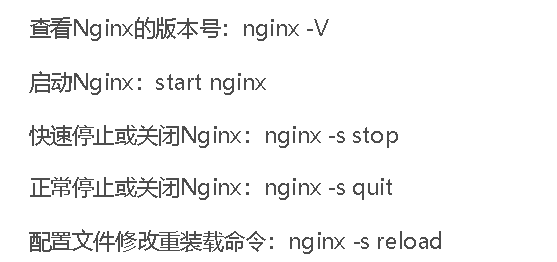 查看Nginx的版本号：nginx -V
启动Nginx：start nginx
快速停止或关闭Nginx：nginx -s stop
正常停止或关闭Nginx：nginx -s quit
配置文件修改重装载命令：nginx -s reload